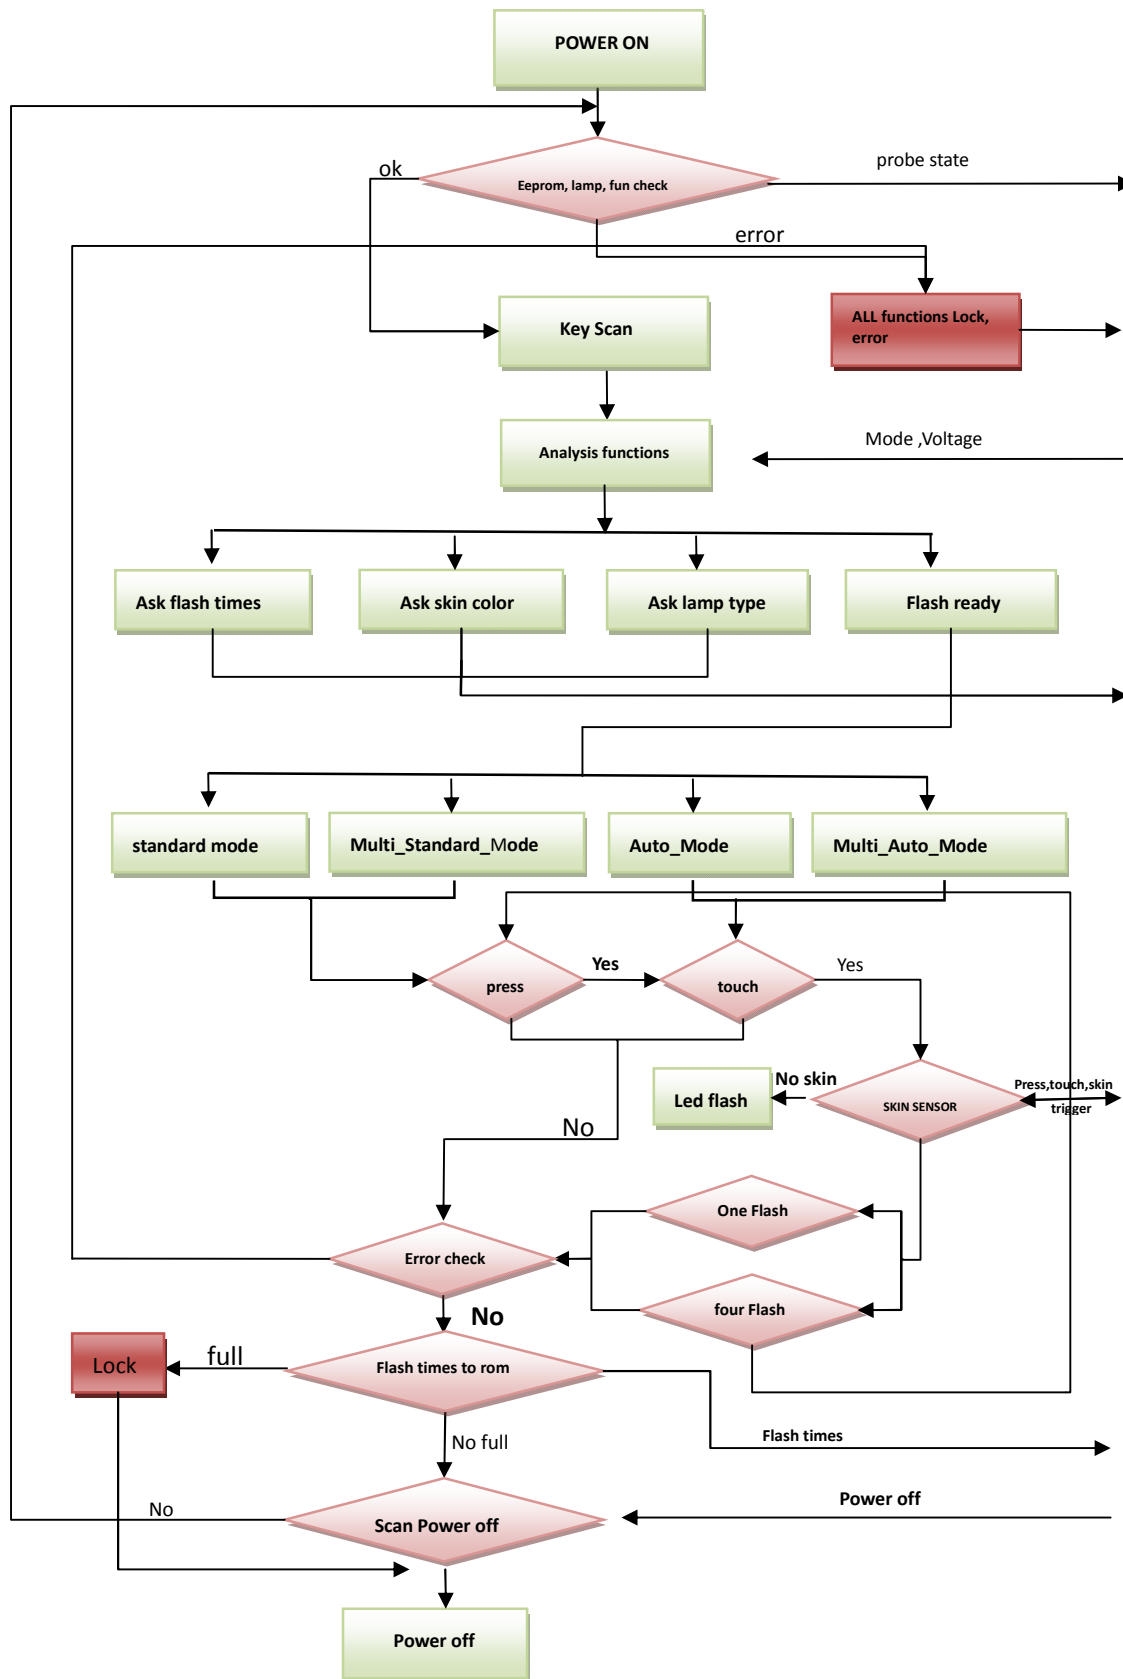 POWER ON
ok
probe state
Eeprom, lamp, fun check
error
ALL functions Lock,
error
Key Scan
Mode ,Voltage
Analysis functions
Ask flash times
Ask skin color
Ask lamp type
Flash ready
standard mode
Multi_Standard_Mode
Auto_Mode
Multi_Auto_Mode
press
Yes
touch
Yes
No skin
Led flash
SKIN SENSOR
Press,touch,skin
trigger
No
One Flash
Error check
four Flash
No
Lock
full
Flash times to rom
No full
Flash times
No
Scan Power off
Power off
Power off